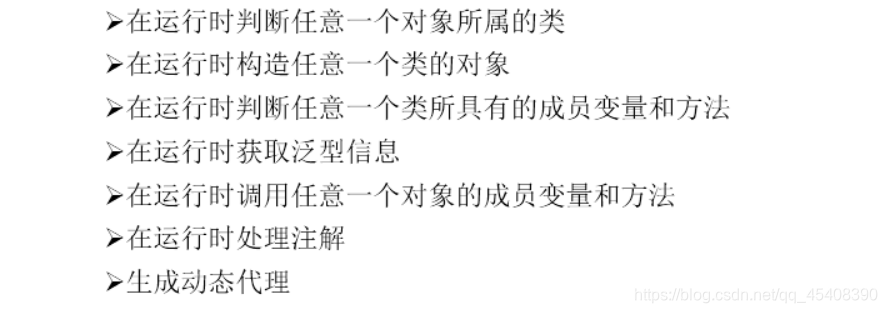 ➢在运行时判断任意一个对象所属的类
➢在运行时构造任意一个类的对象
➢在运行时判断任意一个类所具有的成员变量和方法
➢在运行时获取泛型信息
➢在运行时调用任意一个对象的成员变量和方法
➢在运行时处理注解
➢生成动态代理
https://blog.csdn.net/qq_45408390